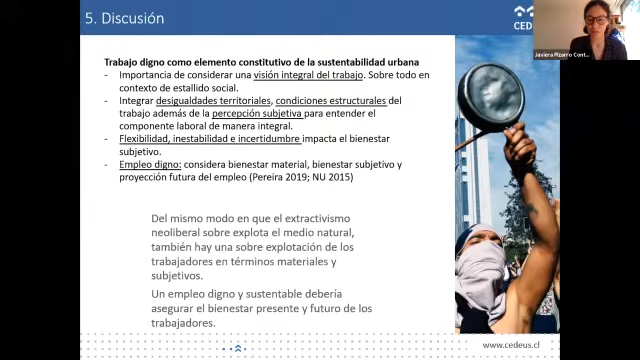 5. Discusión
CED
Javiera Pizarro Cont...
Trabajo digno como elemento constitutivo de la sustentabilidad urbana
- Importancia de considerar una visión integral del trabajo. Sobre todo en
contexto de estallido social.
- Integrar desigualdades territoriales, condiciones estructurales del
trabajo además de la percepción subjetiva para entender el
componente laboral de manera integral.
- Flexibilidad, inestabilidad e incertidumbre impacta el bienestar
subjetivo.
- Empleo digno: considera bienestar material, bienestar subjetivo y
proyección futura del empleo (Pereira 2019; NU 2015)
Del mismo modo en que el extractivismo
neoliberal sobre explota el medio natural,
también hay una sobre explotación de los
trabajadores en términos materiales y
subjetivos.
Un empleo digno y sustentable debería
asegurar el bienestar presente y futuro de los
trabajadores.
www.cedeus.cl